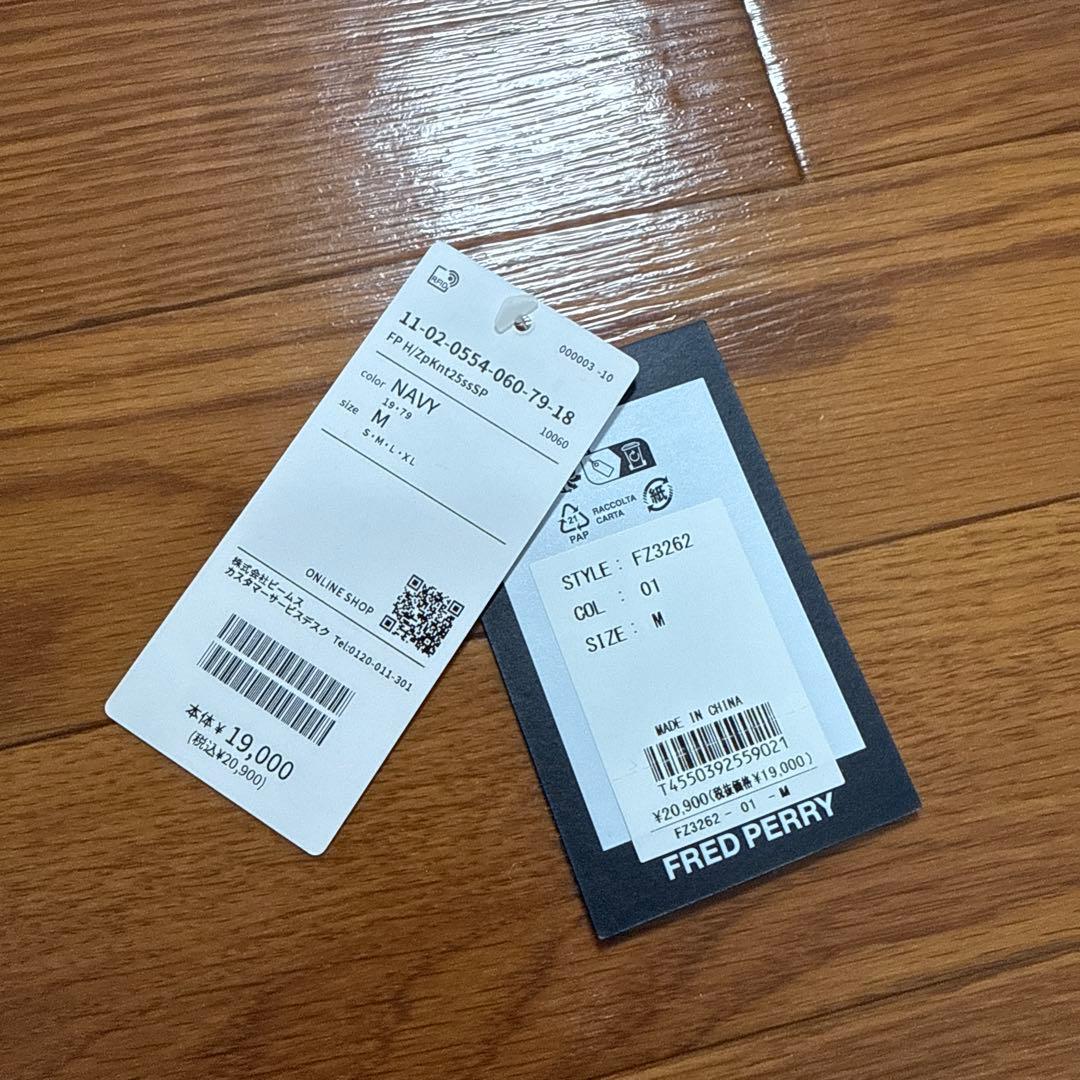 RFID
000003 -10
11-02-0554-060-79-18
FP H/ZpKnt25ssSP
10060
color NAVY
19・79
size M
S・M・L・XL
ONLINE SHOP
株式会社ビームス
カスタマーサービスデスク Tel:0120-011-301
本体¥ 19,000
(税込¥20,900)
21
PAP
RACCOLTA
CARTA
紙
STYLE: FZ3262
COL : 01
SIZE: M
MADE IN CHINA
T4550392559021
¥20,900(税抜価格¥19,000)
FZ3262 - 01 - M
FRED PERRY